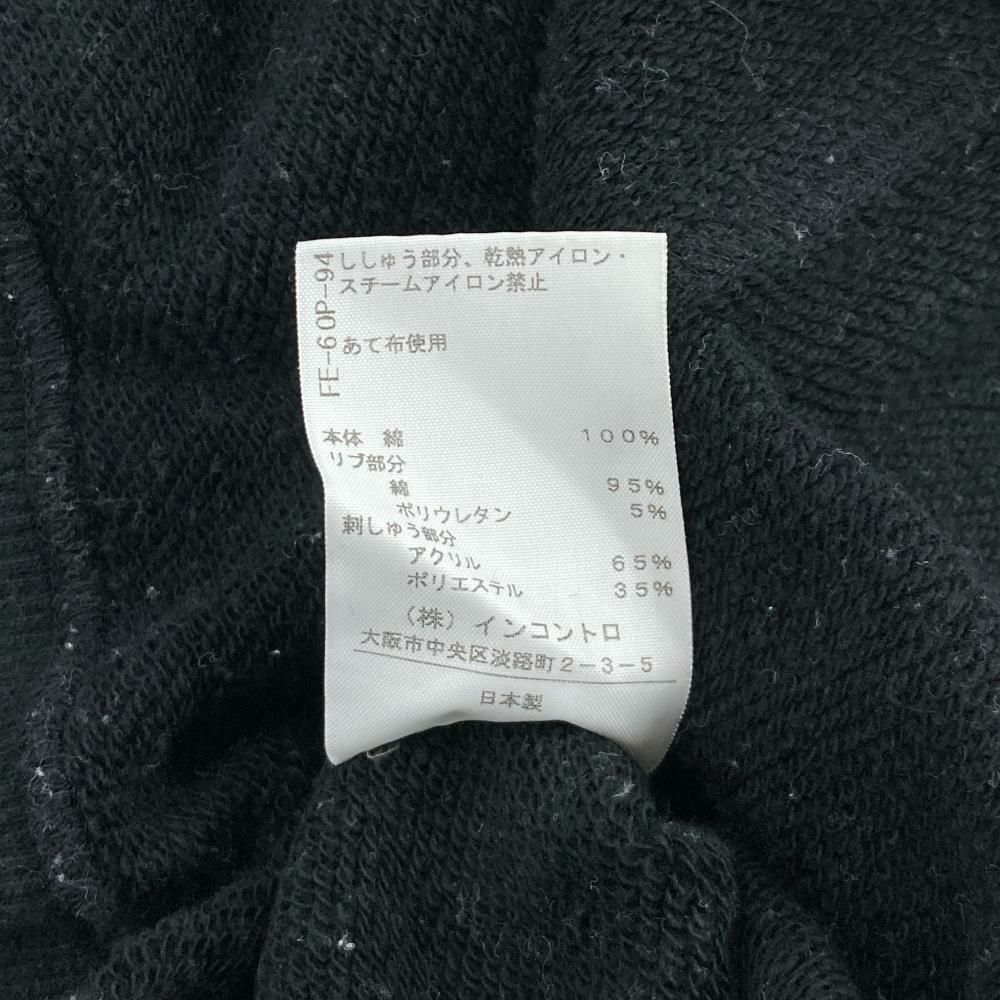 FE-60P-94
ししゅう部分、乾熱アイロン・
スチームアイロン禁止
あて布使用
本体 綿 100%
リブ部分
綿 95%
ポリウレタン 5%
刺しゅう部分
アクリル 65%
ポリエステル 35%
(株)インコントロ
大阪市中央区淡路町2-3-5
日本製